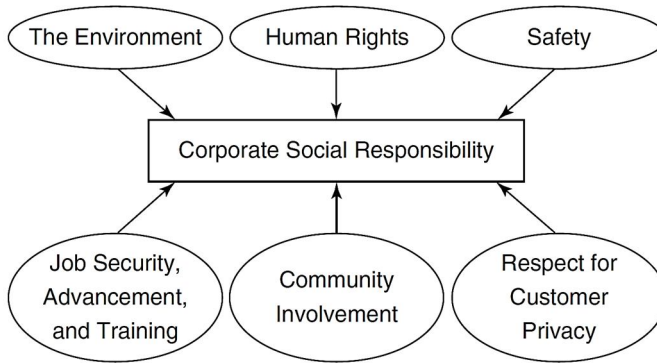 The Environment
Human Rights
Safety
Corporate Social Responsibility
Job Security,
Advancement,
and Training
Community
Involvement
Respect for
Customer
Privacy